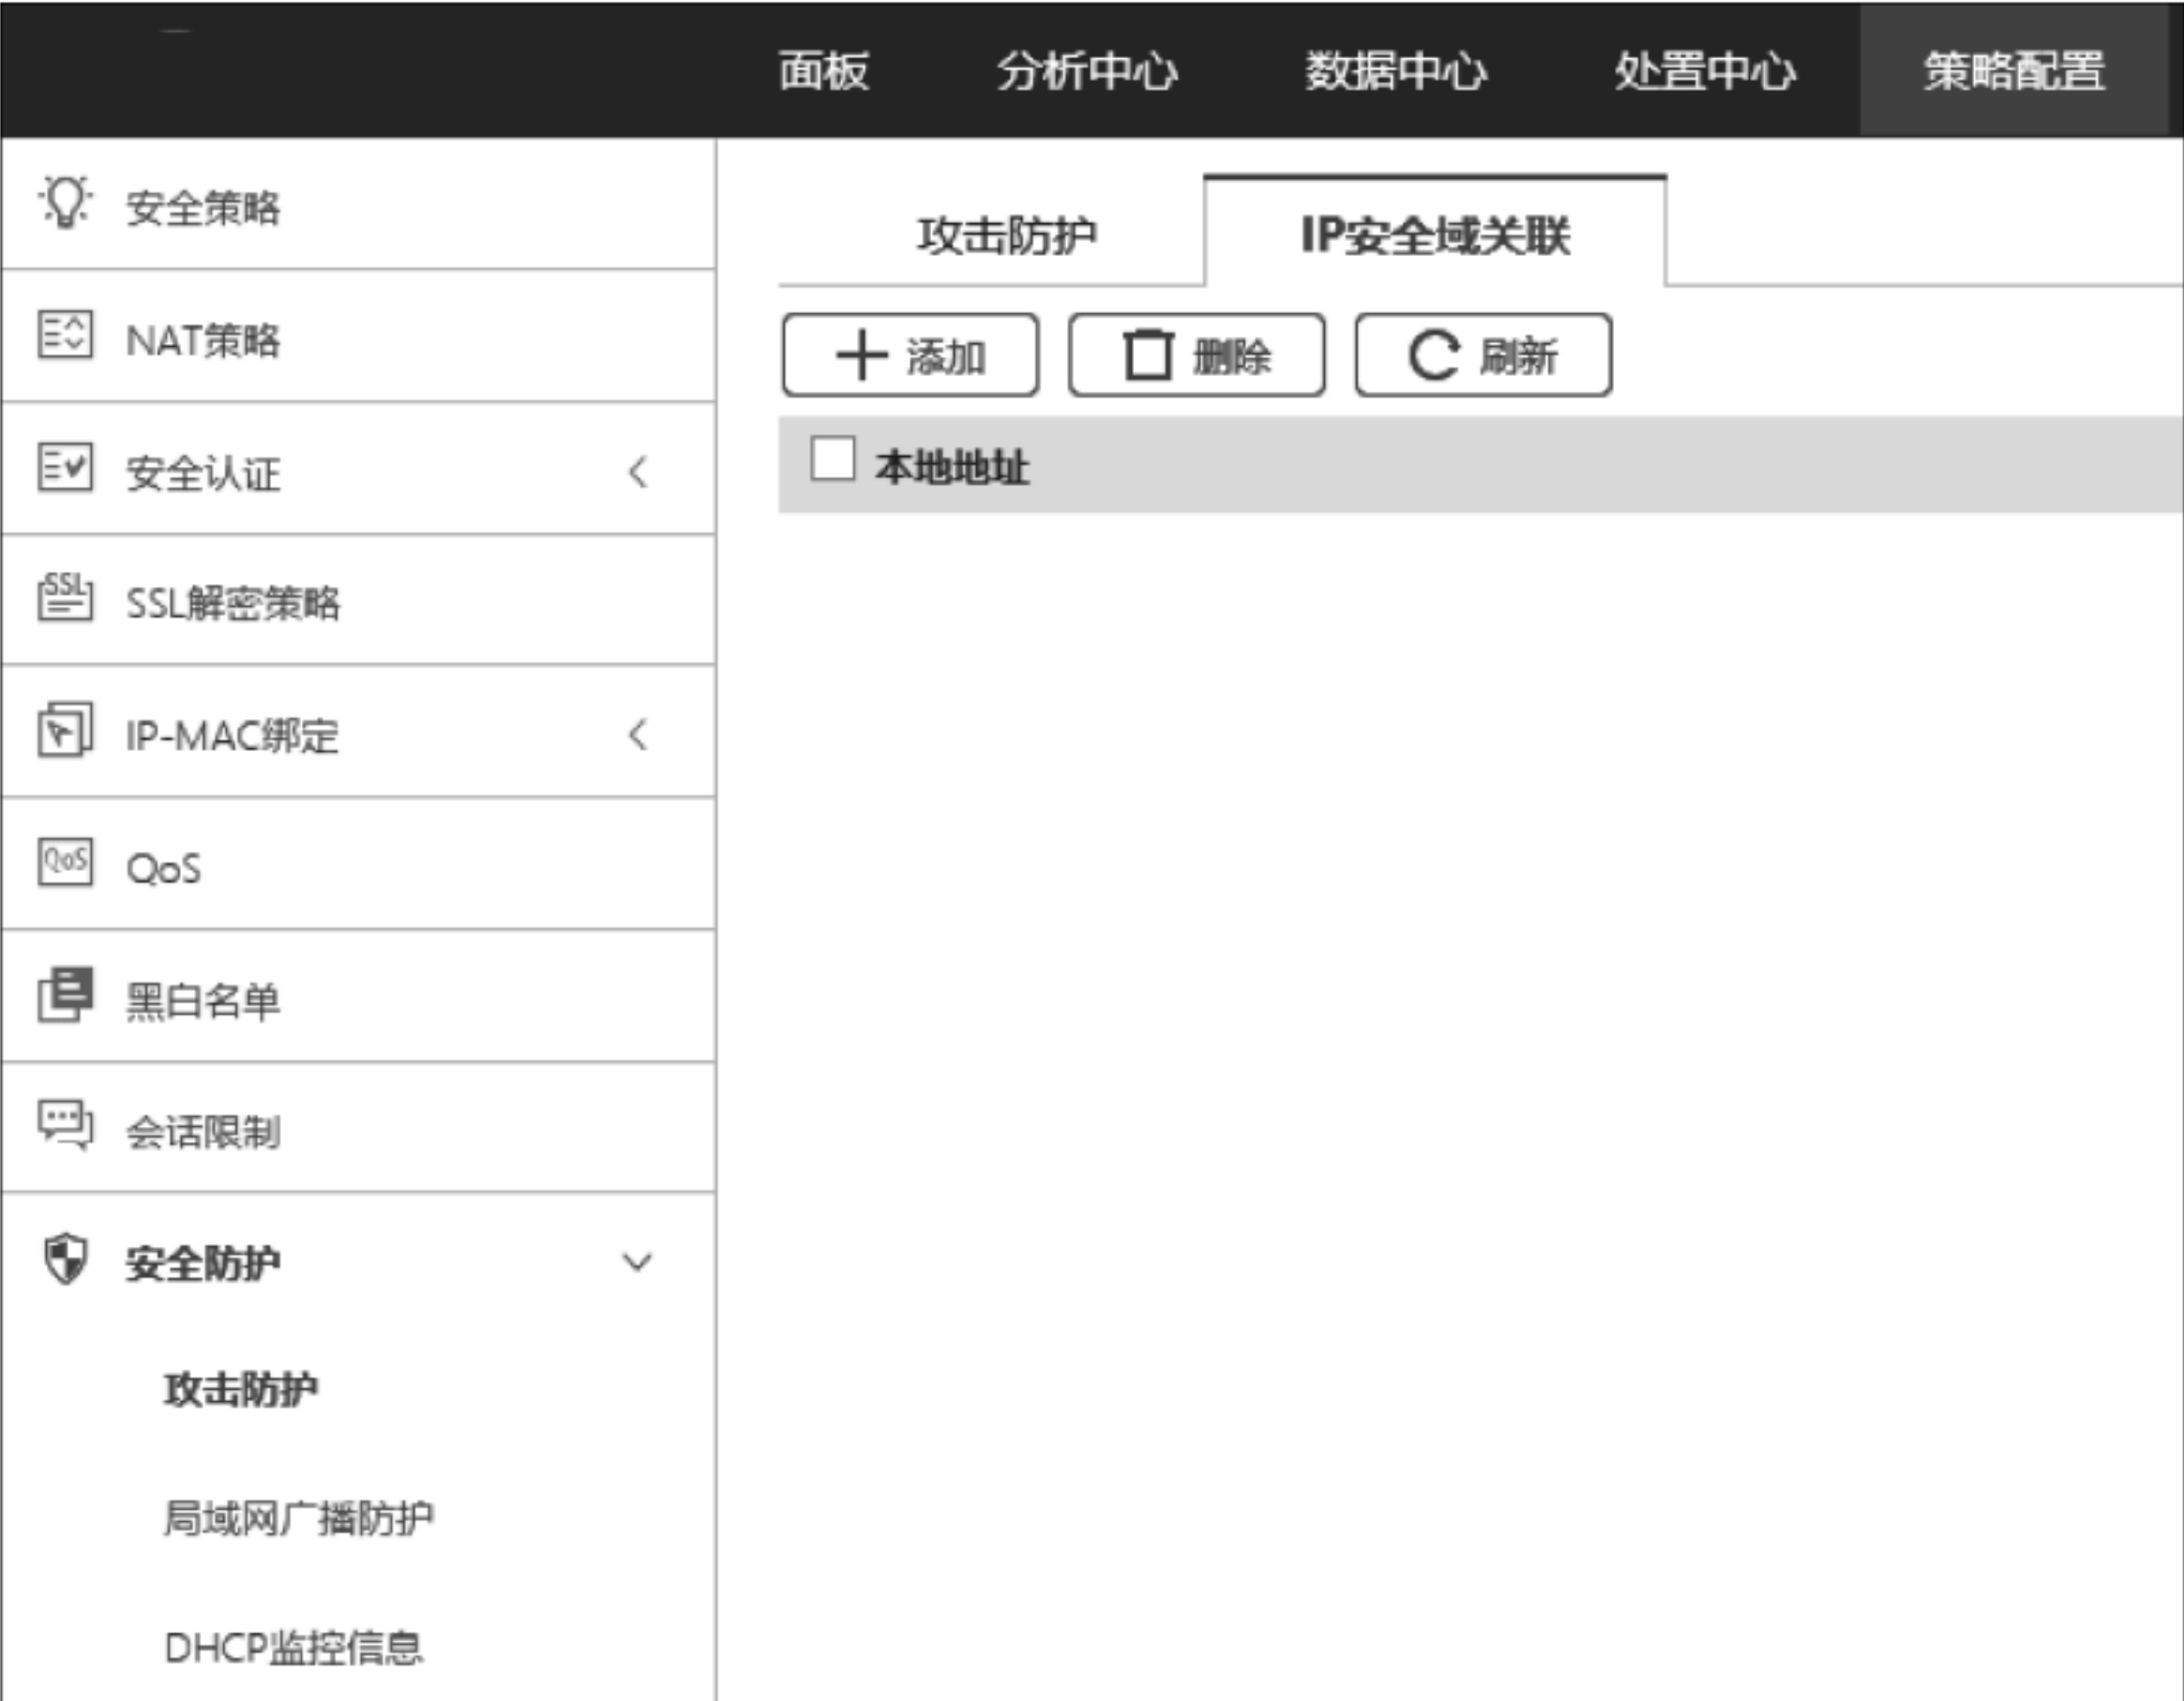 面板 分析中心 数据中心 处置中心 策略配置
安全策略
NAT策略
安全认证
SSL
SSL解密策略
IP-MAC绑定
QoS QoS
黑白名单
会话限制
安全防护
攻击防护
局域网广播防护
DHCP监控信息
攻击防护 IP安全域关联
添加 删除 刷新
本地地址